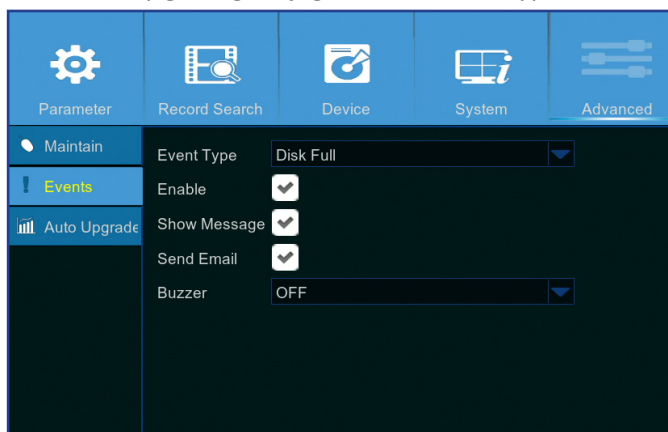 Parameter Record Search Device System Advanced
Maintain
Events
Auto Upgrade
Event Type Disk Full
Enable
Show Message
Send Email
Buzzer OFF